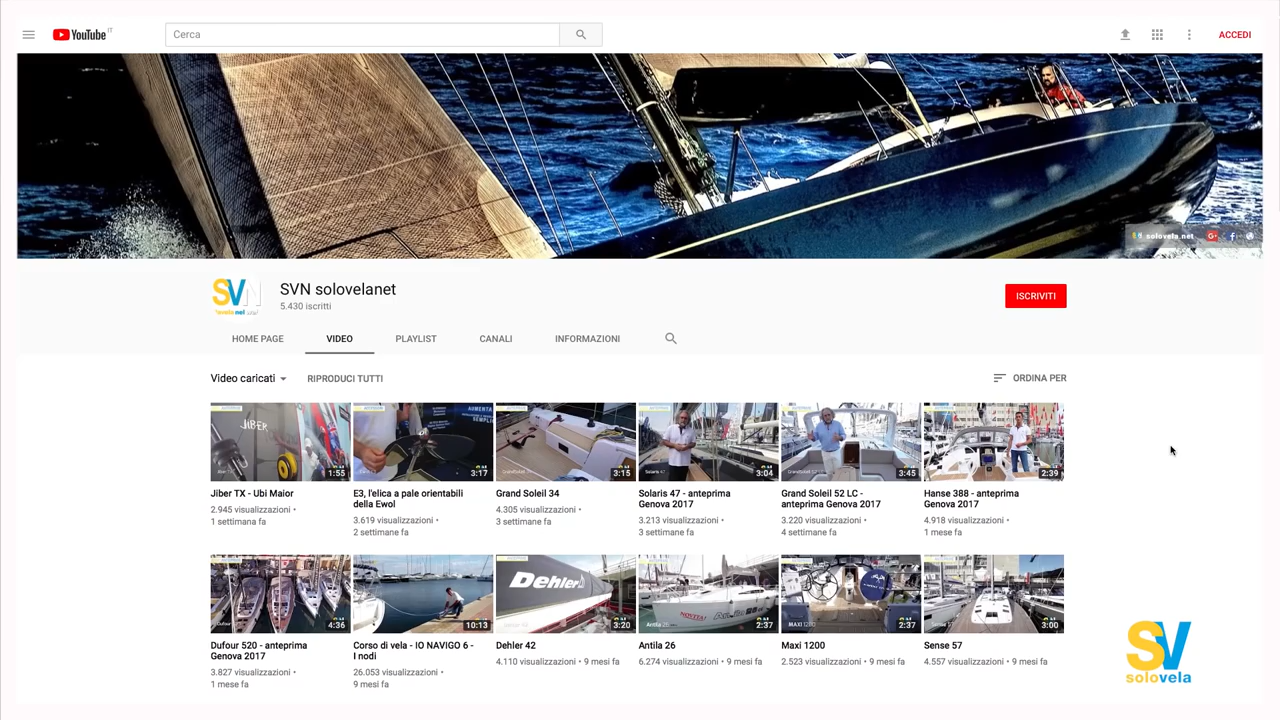 YouTube IT
Cerca
ACCEDI
solovela.net
SVN
SVN solovelanet
5.430 iscritti
ISCRIVITI
HOME PAGE
VIDEO
PLAYLIST
CANALI
INFORMAZIONI
Video caricati
RIPRODUCI TUTTI
ORDINA PER
JIBER
1:55
AUMENTA
3:17
3:15
3:04
3:45
2:39
Jiber TX - Ubi Maior
2.945 visualizzazioni •
1 settimana fa
E3, l'elica a pale orientabili
della Ewol
3.619 visualizzazioni •
2 settimane fa
Grand Soleil 34
4.305 visualizzazioni •
3 settimane fa
Solaris 47 - anteprima
Genova 2017
3.213 visualizzazioni •
3 settimane fa
Grand Soleil 52 LC -
anteprima Genova 2017
3.220 visualizzazioni •
4 settimane fa
Hanse 388 - anteprima
Genova 2017
4.918 visualizzazioni •
1 mese fa
4:36
10:13
Dehler
3:20
Antila 26
2:37
MAXI 1200
2:37
3:00
Dufour 520 - anteprima
Genova 2017
3.827 visualizzazioni •
1 mese fa
Corso di vela - IO NAVIGO 6 -
I nodi
26.053 visualizzazioni •
9 mesi fa
Dehler 42
4.110 visualizzazioni • 9 mesi fa
Antila 26
6.274 visualizzazioni • 9 mesi fa
Maxi 1200
2.523 visualizzazioni • 9 mesi fa
Sense 57
4.557 visualizzazioni • 9 mesi fa
SV
solovela